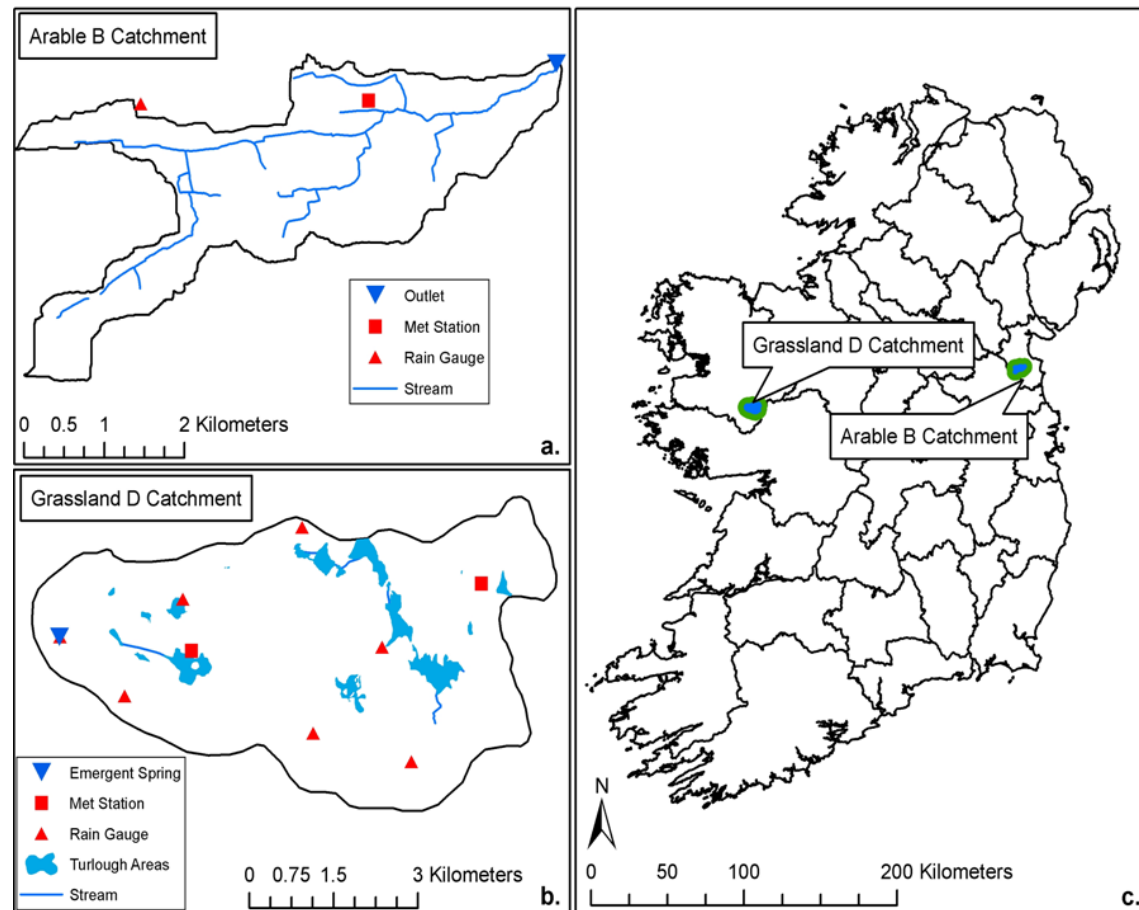 Arable B Catchment
Outlet
Met Station
Rain Gauge
Stream
0 0.5 1 2 Kilometers
a.
Grassland D Catchment
Emergent Spring
Met Station
Rain Gauge
Turlough Areas
Stream
0 0.75 1.5 3 Kilometers
b.
Grassland D Catchment
Arable B Catchment
N
0 50 100 200 Kilometers
c.